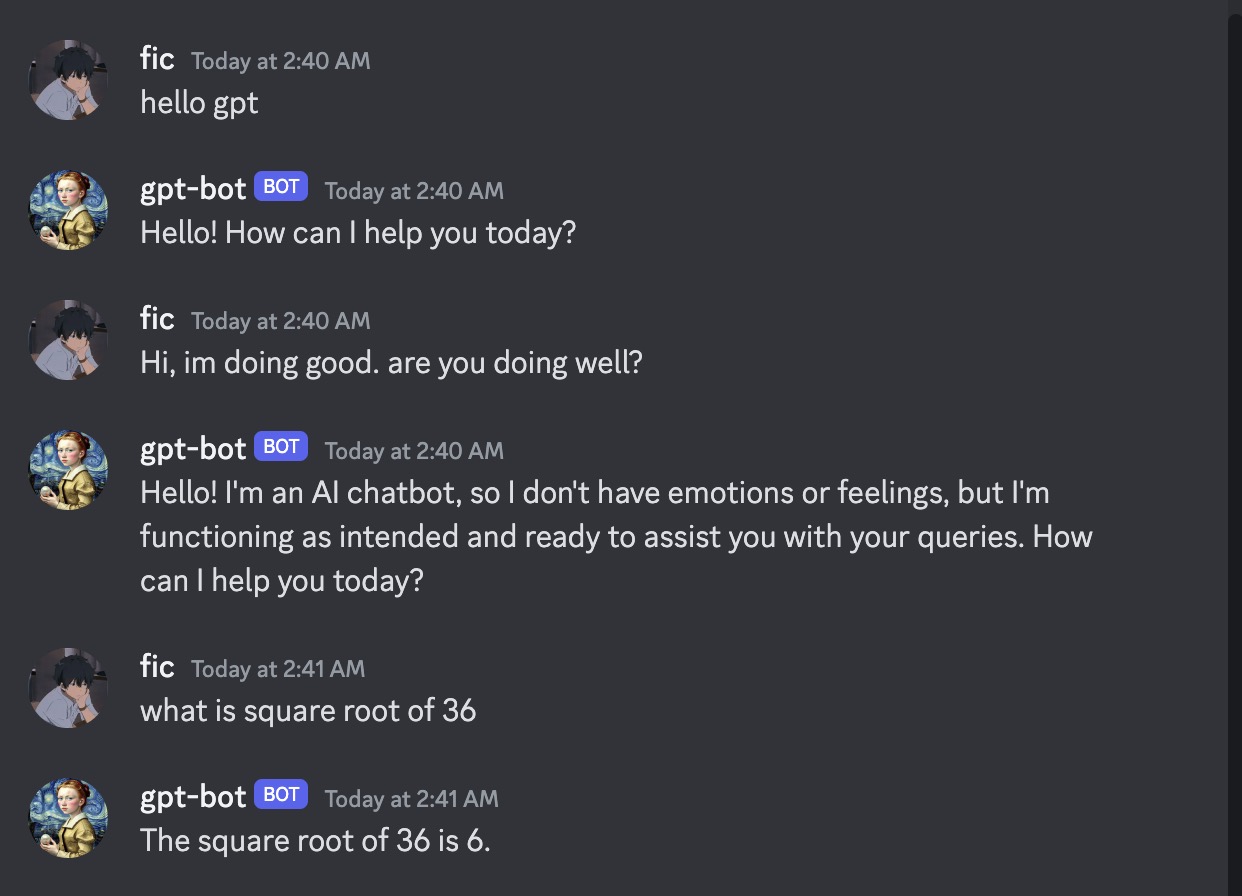 fic Today at 2:40 AM
hello gpt
gpt-bot BOT Today at 2:40 AM
Hello! How can I help you today?
fic Today at 2:40 AM
Hi, im doing good. are you doing well?
gpt-bot BOT Today at 2:40 AM
Hello! I'm an AI chatbot, so I don't have emotions or feelings, but I'm
functioning as intended and ready to assist you with your queries. How
can I help you today?
fic Today at 2:41 AM
what is square root of 36
gpt-bot BOT Today at 2:41 AM
The square root of 36 is 6.